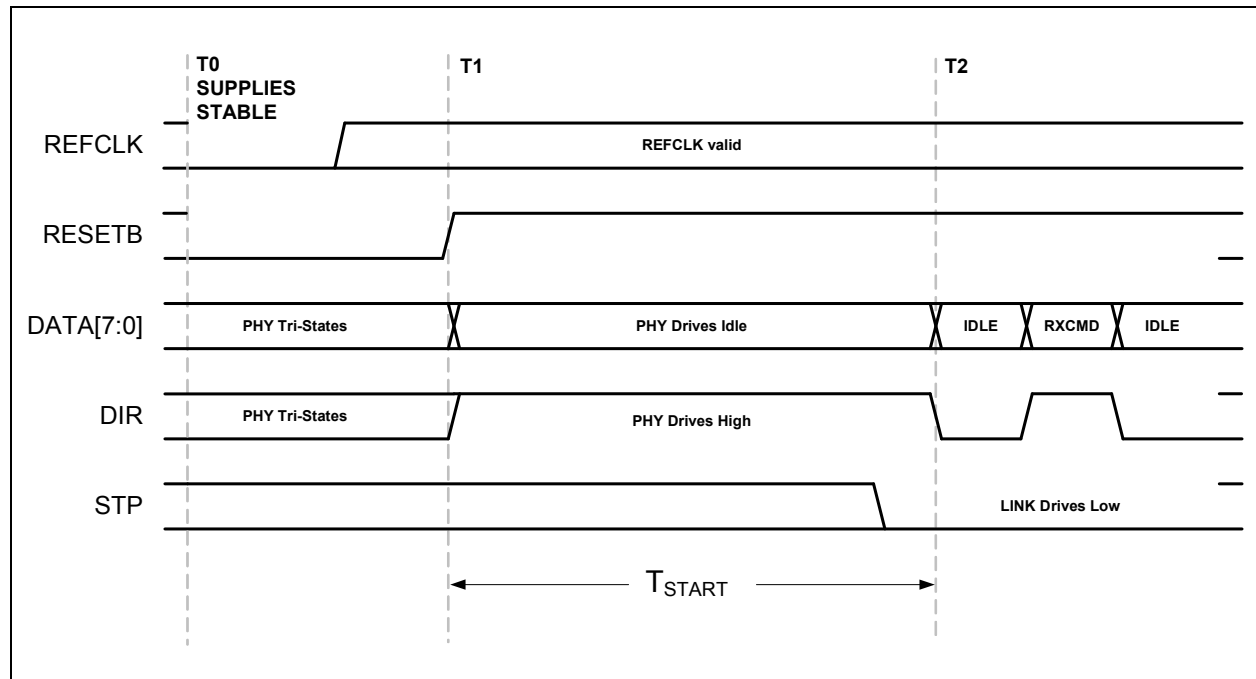 T0
SUPPLIES
STABLE
T1
T2
REFCLK
REFCLK valid
RESETB
DATA[7:0]
PHY Tri-States
PHY Drives Idle
IDLE
RXCMD
IDLE
DIR
PHY Tri-States
PHY Drives High
STP
LINK Drives Low
TSTART